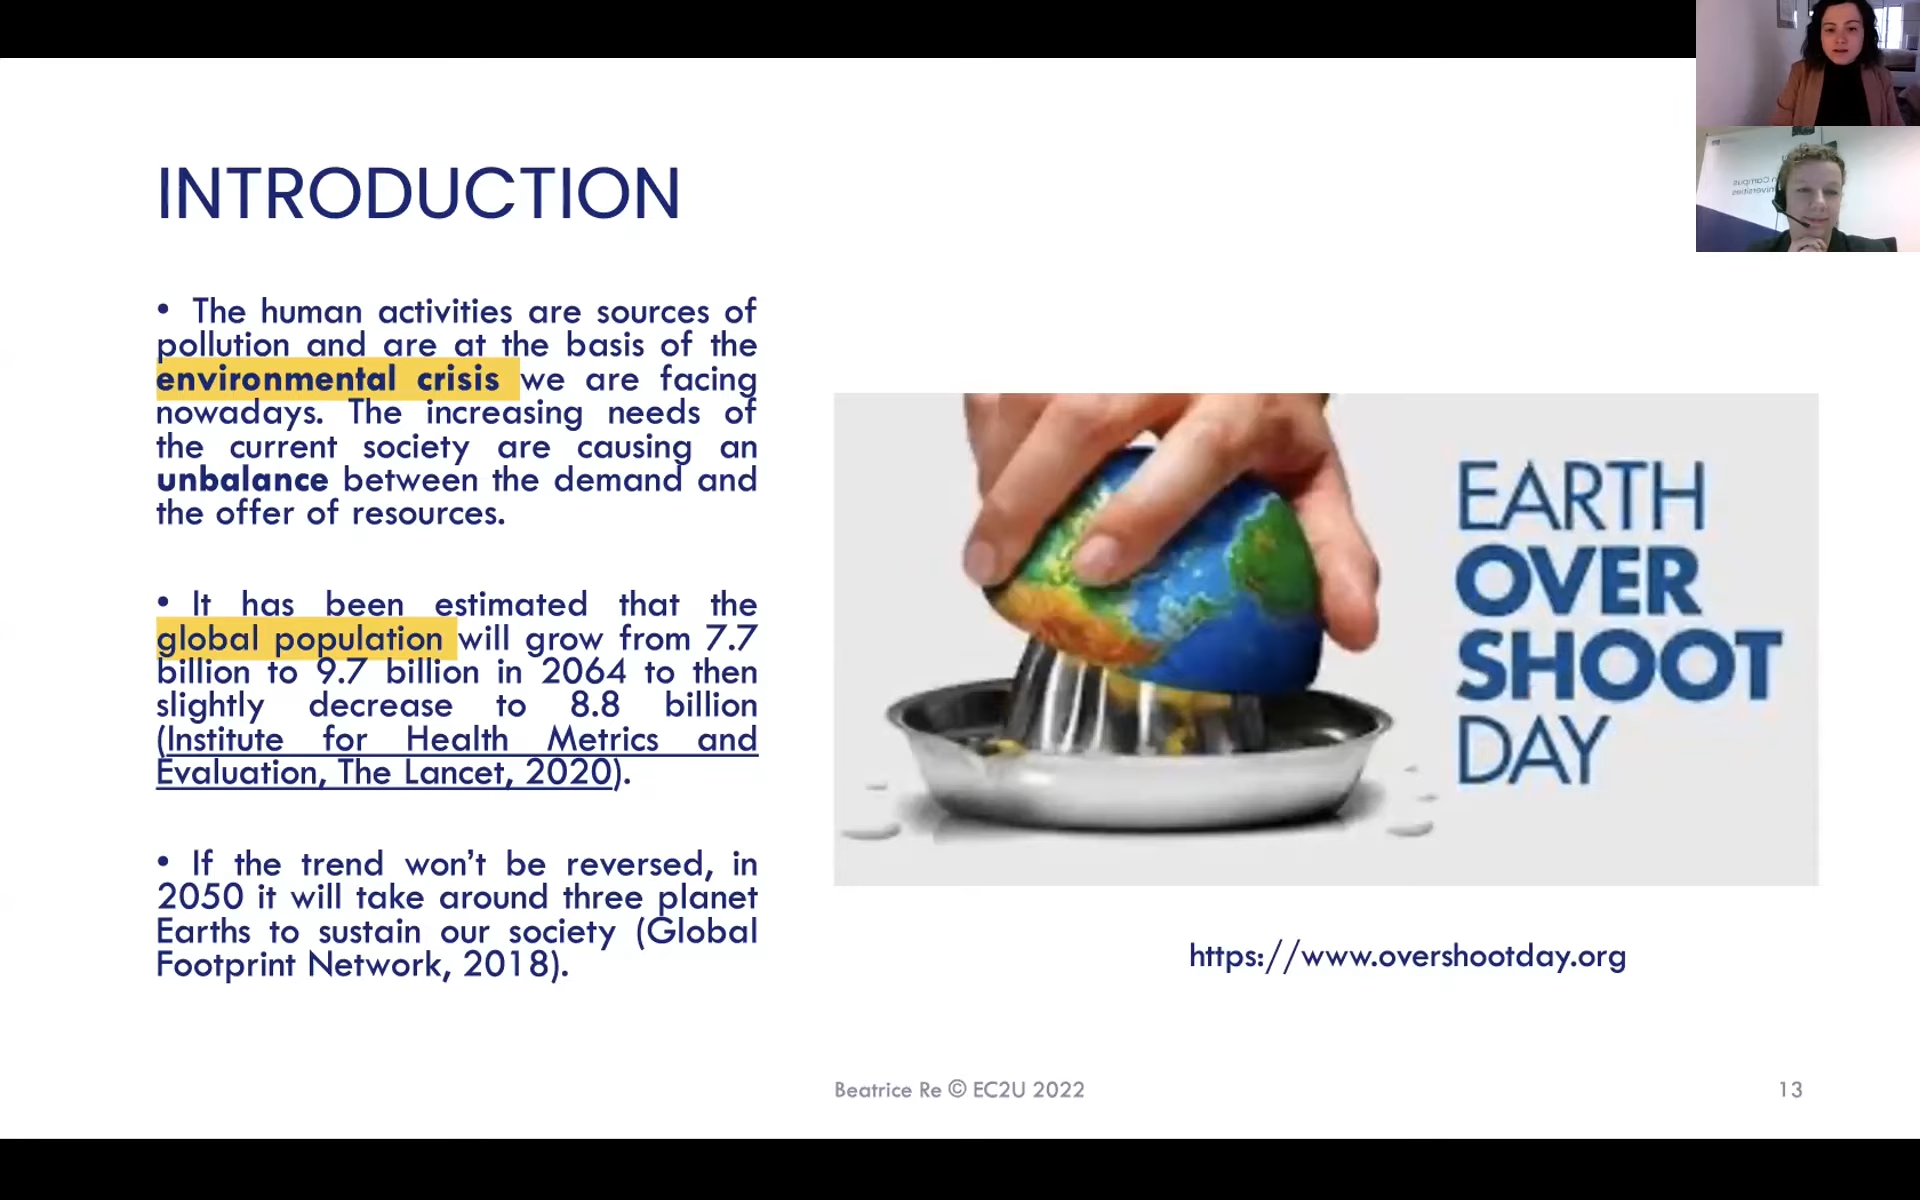 INTRODUCTION
• The human activities are sources of
pollution and are at the basis of the
environmental crisis we are facing
nowadays. The increasing needs of
the current society are causing an
unbalance between the demand and
the offer of resources.
• It has been estimated that the
global population will grow from 7.7
billion to 9.7 billion in 2064 to then
slightly decrease to 8.8 billion
(Institute for Health Metrics and
Evaluation, The Lancet, 2020).
• If the trend won't be reversed, in
2050 it will take around three planet
Earths to sustain our society (Global
Footprint Network, 2018).
EARTH
OVER
SHOOT
DAY
https://www.overshootday.org
Beatrice Re © EC2U 2022
13
Campus